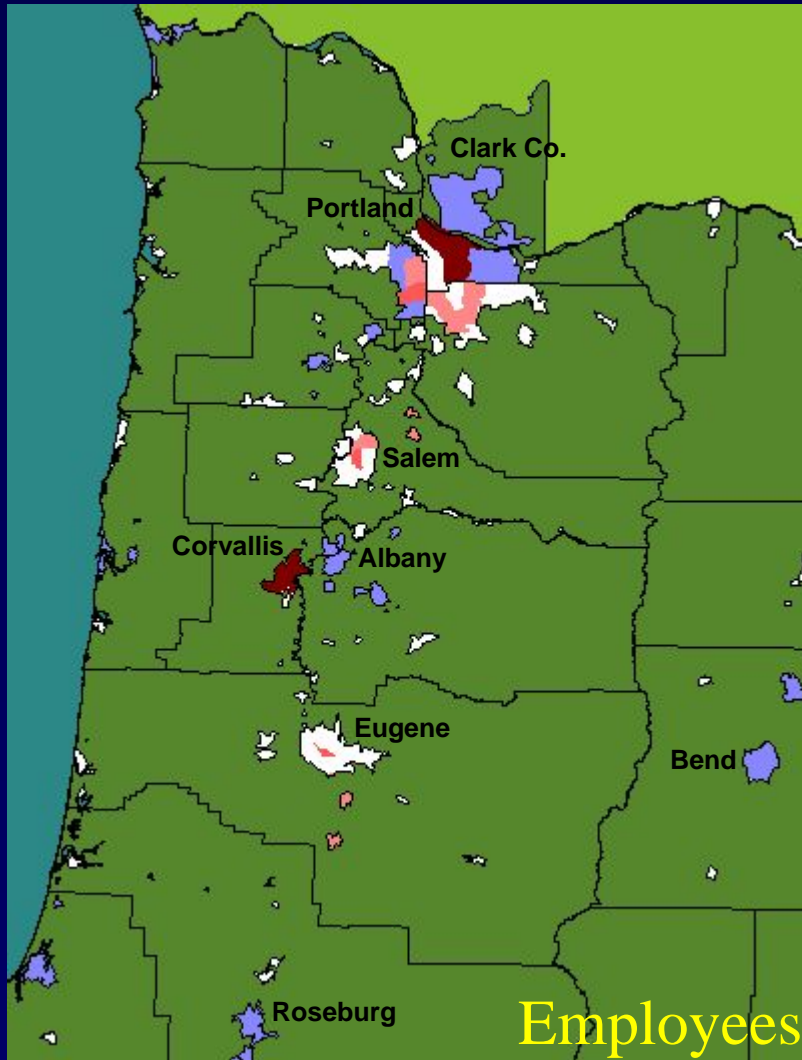 Clark Co.
Portland
Salem
Corvallis
Albany
Eugene
Bend
Roseburg
Employees